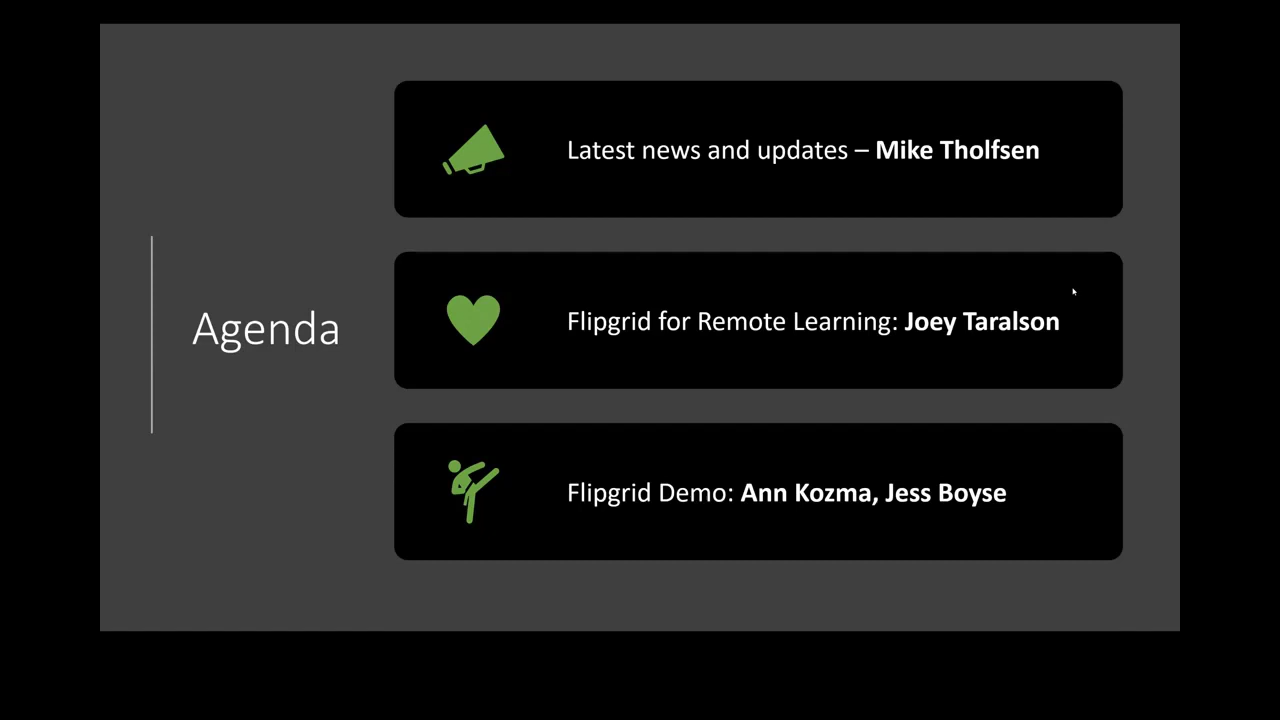 Agenda
Latest news and updates – Mike Tholfsen
Flipgrid for Remote Learning: Joey Taralson
Flipgrid Demo: Ann Kozma, Jess Boyse